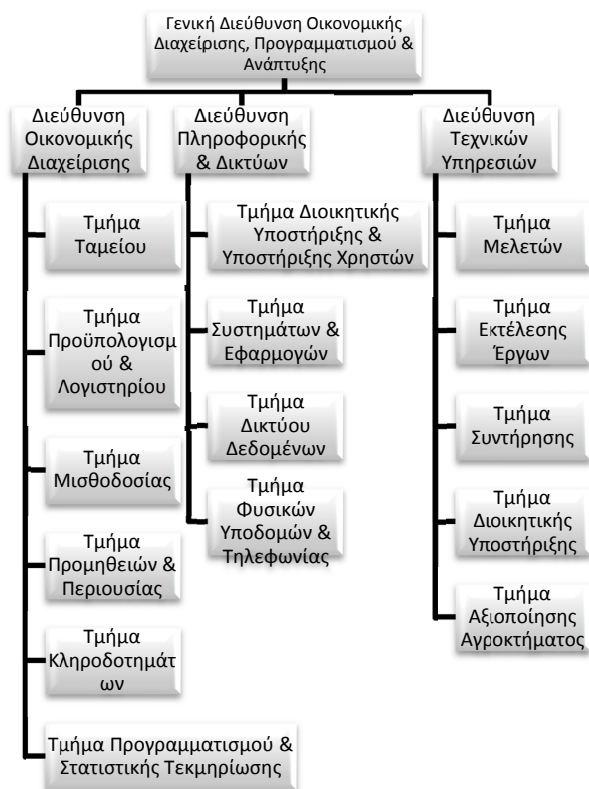 Γενική Διεύθυνση Οικονομικής
Διαχείρισης, Προγραμματισμού &
Ανάπτυξης
Διεύθυνση
Οικονομικής
Διαχείρισης
Τμήμα
Ταμείου
Τμήμα
Προϋπολογισμ
ού &
Λογιστηρίου
Τμήμα
Μισθοδοσίας
Τμήμα
Προμηθειών &
Περιουσίας
Τμήμα
Κληροδοτημάτ
ων
Τμήμα Προγραμματισμού &
Στατιστικής Τεκμηρίωσης
Διεύθυνση
Πληροφορικής
& Δικτύων
Τμήμα Διοικητικής
Υποστήριξης &
Υποστήριξης Χρηστών
Τμήμα
Συστημάτων &
Εφαρμογών
Τμήμα
Δικτύου
Δεδομένων
Τμήμα
Φυσικών
Υποδομών &
Τηλεφωνίας
Διεύθυνση
Τεχνικών
Υπηρεσιών
Τμήμα
Μελετών
Τμήμα
Εκτέλεσης
Έργων
Τμήμα
Συντήρησης
Τμήμα
Διοικητικής
Υποστήριξης
Τμήμα
Αξιοποίησης
Αγροκτήματος